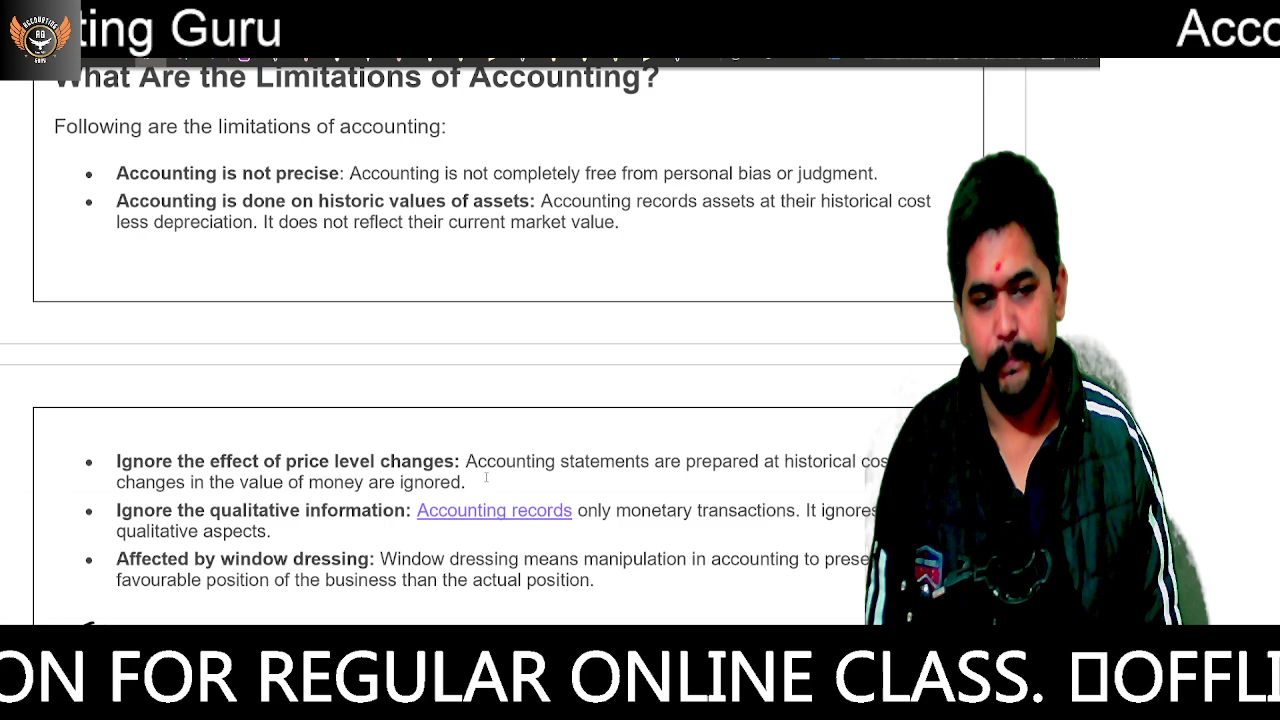 ting Guru
Acco
ACCOUNTING
AG
GURU
What Are the Limitations of Accounting?
Following are the limitations of accounting:
Accounting is not precise: Accounting is not completely free from personal bias or judgment.
Accounting is done on historic values of assets: Accounting records assets at their historical cost
less depreciation. It does not reflect their current market value.
Ignore the effect of price level changes: Accounting statements are prepared at historical cos
changes in the value of money are ignored.
Ignore the qualitative information: Accounting records only monetary transactions. It ignores
qualitative aspects.
Affected by window dressing: Window dressing means manipulation in accounting to prese
favourable position of the business than the actual position.
ON FOR REGULAR ONLINE CLASS. OFFLI